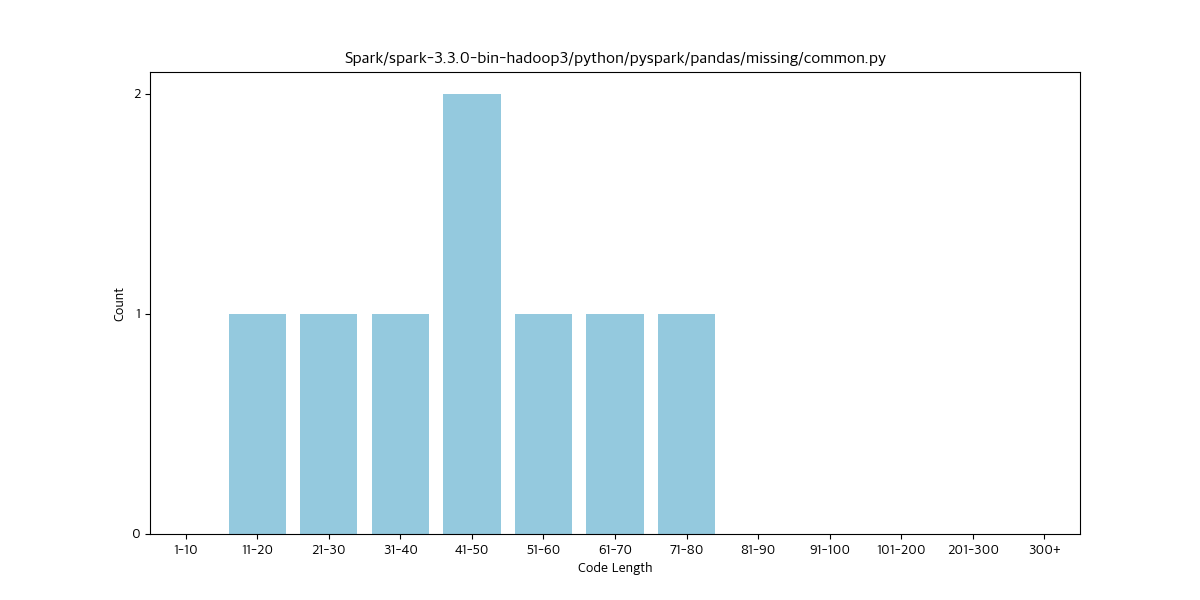 Spark/spark-3.3.0-bin-hadoop3/python/pyspark/pandas/missing/common.py
2
1
0
Count
1-10 11-20 21-30 31-40 41-50 51-60 61-70 71-80 81-90 91-100 101-200 201-300 300+
Code Length